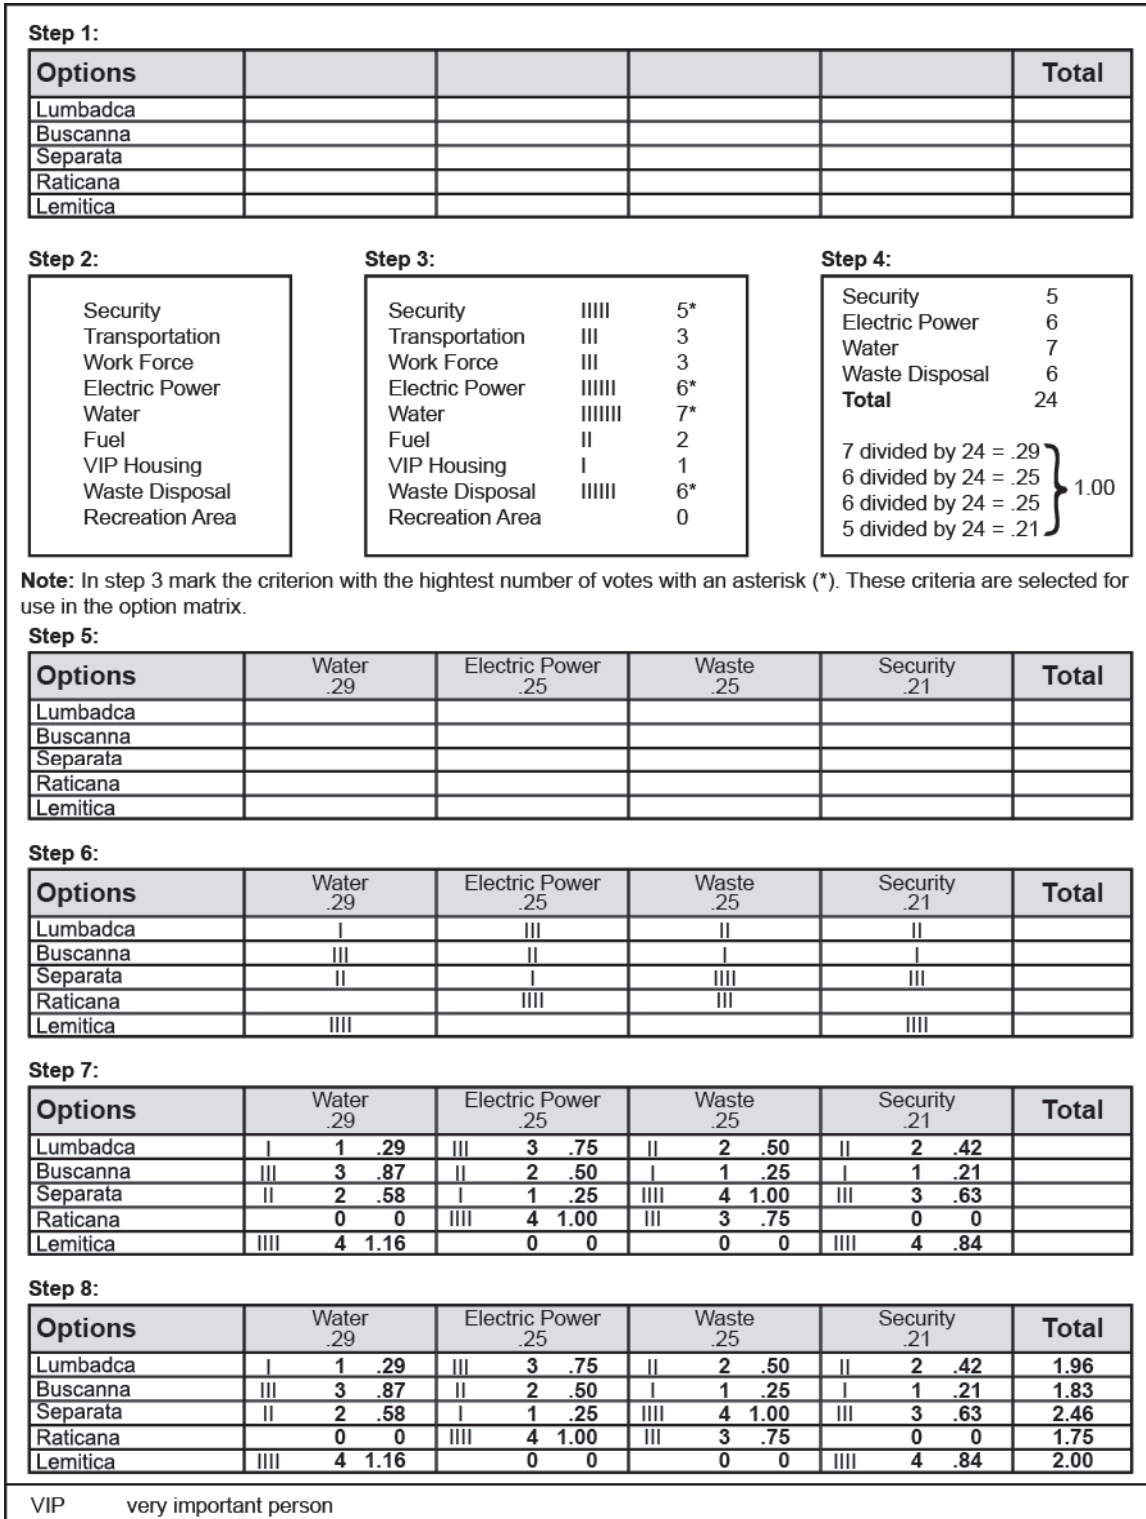 Step 1:
Options Total
Lumbadca
Buscanna
Separata
Raticana
Lemitica
Step 2:
Security
Transportation
Work Force
Electric Power
Water
Fuel
VIP Housing
Waste Disposal
Recreation Area
Step 3:
Security IIIII 5*
Transportation III 3
Work Force III 3
Electric Power IIIIII 6*
Water IIIIIII 7*
Fuel II 2
VIP Housing I 1
Waste Disposal IIIIII 6*
Recreation Area 0
Step 4:
Security 5
Electric Power 6
Water 7
Waste Disposal 6
Total 24
7 divided by 24 = .29
6 divided by 24 = .25
6 divided by 24 = .25
5 divided by 24 = .21
1.00
Note: In step 3 mark the criterion with the highest number of votes with an asterisk (*). These criteria are selected for
use in the option matrix.
Step 5:
Options Water .29 Electric Power .25 Waste .25 Security .21 Total
Lumbadca
Buscanna
Separata
Raticana
Lemitica
Step 6:
Options Water .29 Electric Power .25 Waste .25 Security .21 Total
Lumbadca I III II II
Buscanna III II I I
Separata II I IIII III
Raticana IIII III
Lemitica IIII IIII
Step 7:
Options Water .29 Electric Power .25 Waste .25 Security .21 Total
Lumbadca I 1 .29 III 3 .75 II 2 .50 II 2 .42
Buscanna III 3 .87 II 2 .50 I 1 .25 I 1 .21
Separata II 2 .58 I 1 .25 IIII 4 1.00 III 3 .63
Raticana 0 0 IIII 4 1.00 III 3 .75 0 0
Lemitica IIII 4 1.16 0 0 0 0 IIII 4 .84
Step 8:
Options Water .29 Electric Power .25 Waste .25 Security .21 Total
Lumbadca I 1 .29 III 3 .75 II 2 .50 II 2 .42 1.96
Buscanna III 3 .87 II 2 .50 I 1 .25 I 1 .21 1.83
Separata II 2 .58 I 1 .25 IIII 4 1.00 III 3 .63 2.46
Raticana 0 0 IIII 4 1.00 III 3 .75 0 0 1.75
Lemitica IIII 4 1.16 0 0 0 0 IIII 4 .84 2.00
VIP very important person